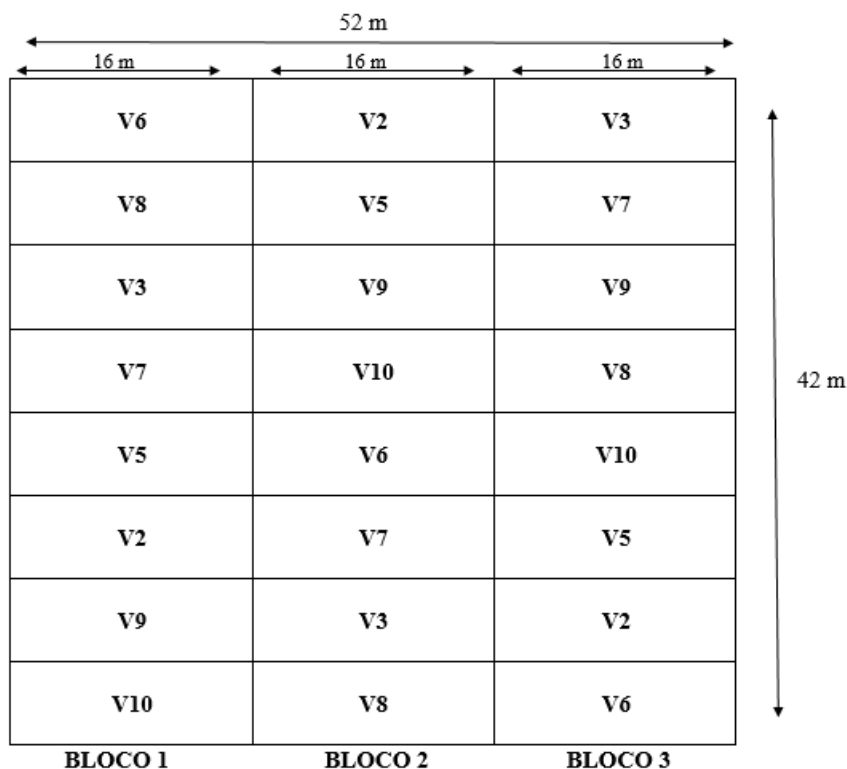 52 m
16 m 16 m 16 m
V6 V2 V3
V8 V5 V7
V3 V9 V9
V7 V10 V8
42 m
V5 V6 V10
V2 V7 V5
V9 V3 V2
V10 V8 V6
BLOCO 1 BLOCO 2 BLOCO 3